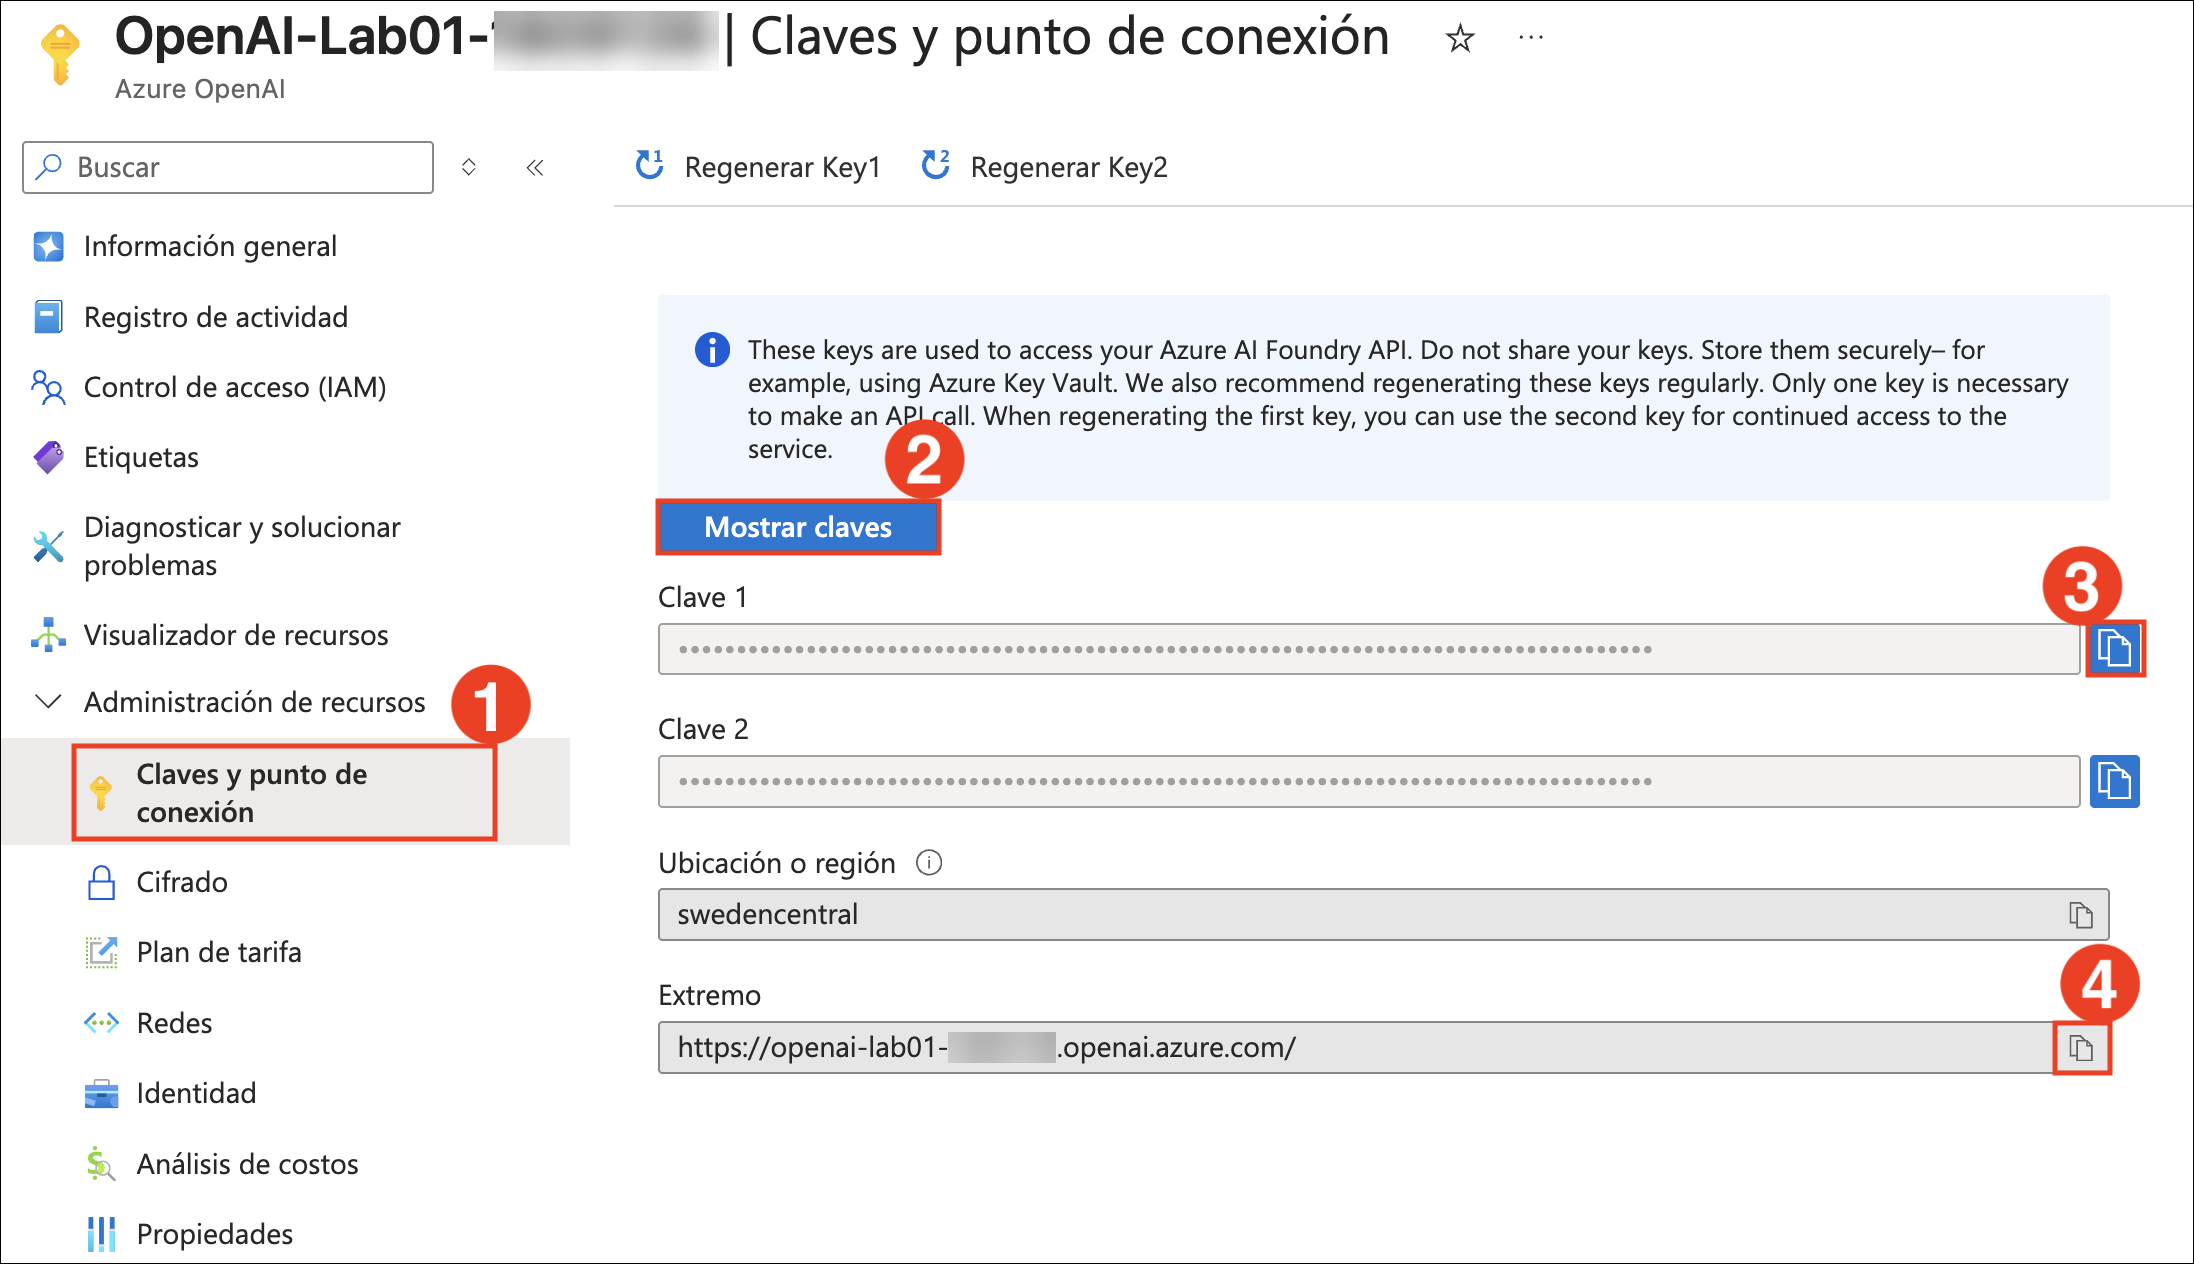 OpenAI-Lab01- | Claves y punto de conexión
Azure OpenAI
Buscar
Regenerar Key1
Regenerar Key2
Información general
Registro de actividad
Control de acceso (IAM)
Etiquetas
Diagnosticar y solucionar
problemas
Visualizador de recursos
Administración de recursos
1
Claves y punto de
conexión
Cifrado
Plan de tarifa
Redes
Identidad
Análisis de costos
Propiedades
These keys are used to access your Azure AI Foundry API. Do not share your keys. Store them securely– for
example, using Azure Key Vault. We also recommend regenerating these keys regularly. Only one key is necessary
to make an API call. When regenerating the first key, you can use the second key for continued access to the
service.
2
Mostrar claves
Clave 1
3
Clave 2
Ubicación o región
swedencentral
Extremo
4
https://openai-lab01- .openai.azure.com/